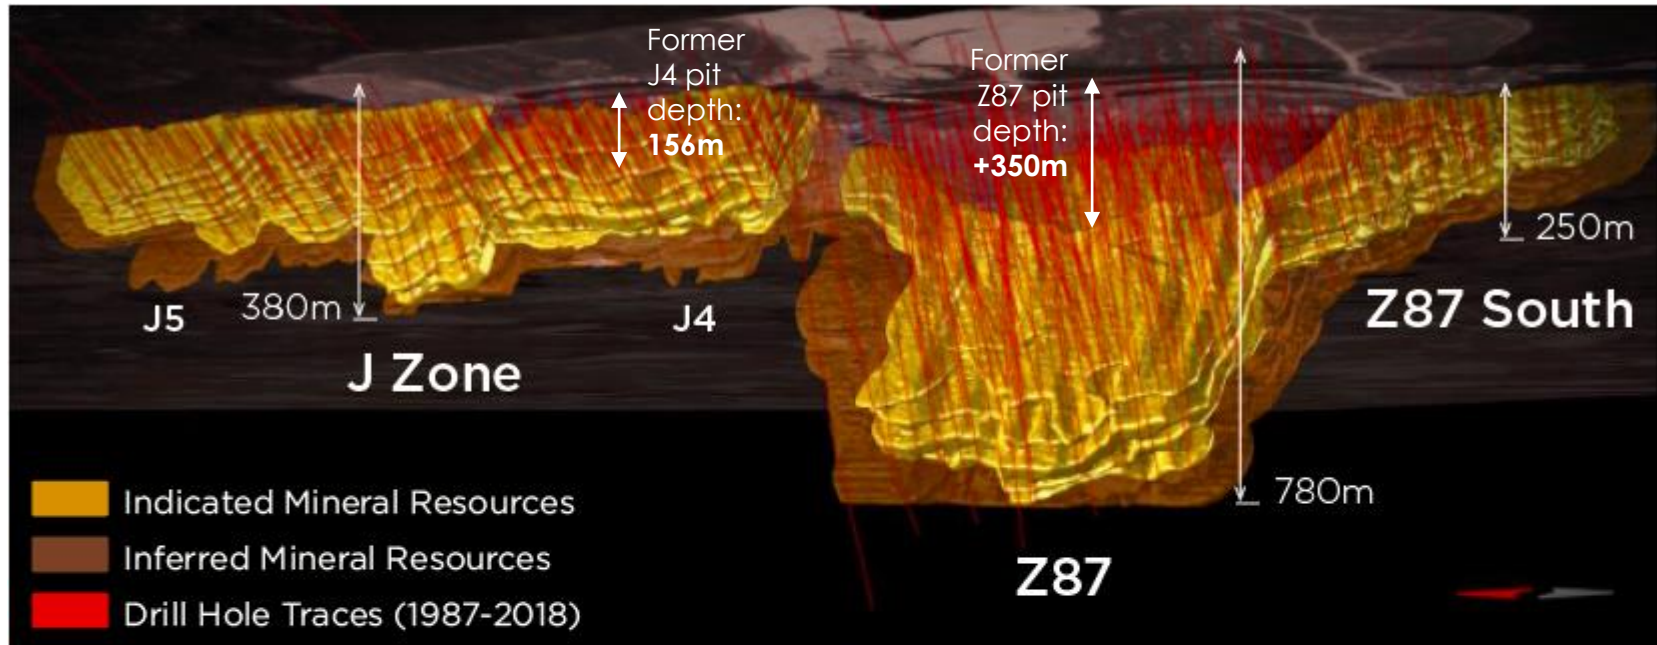 Former
J4 pit
depth:
156m
Former
Z87 pit
depth:
+350m
250m
Z87 South
J5
380m
J4
J Zone
780m
Z87
Indicated Mineral Resources
Inferred Mineral Resources
Drill Hole Traces (1987-2018)